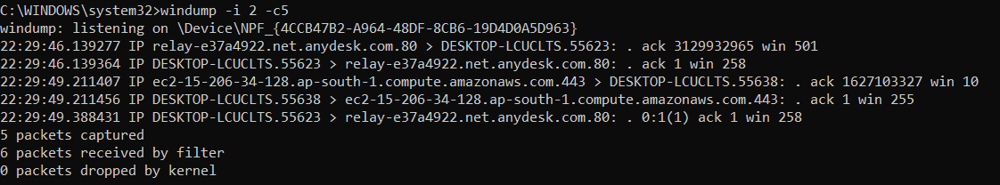 C:\WINDOWS\system32>windump -i 2 -c5
windump: listening on \Device\NPF_{4CCB47B2-A964-48DF-8CB6-19D4D0A5D963}
22:29:46.139277 IP relay-e37a4922.net.anydesk.com.80 > DESKTOP-LCUCLTS.55623: . ack 3129932965 win 501
22:29:46.139364 IP DESKTOP-LCUCLTS.55623 > relay-e37a4922.net.anydesk.com.80: . ack 1 win 258
22:29:49.211407 IP ec2-15-206-34-128.ap-south-1.compute.amazonaws.com.443 > DESKTOP-LCUCLTS.55638: . ack 1627103327 win 10
22:29:49.211456 IP DESKTOP-LCUCLTS.55638 > ec2-15-206-34-128.ap-south-1.compute.amazonaws.com.443: . ack 1 win 255
22:29:49.388431 IP DESKTOP-LCUCLTS.55623 > relay-e37a4922.net.anydesk.com.80: . 0:1(1) ack 1 win 258
5 packets captured
6 packets received by filter
0 packets dropped by kernel